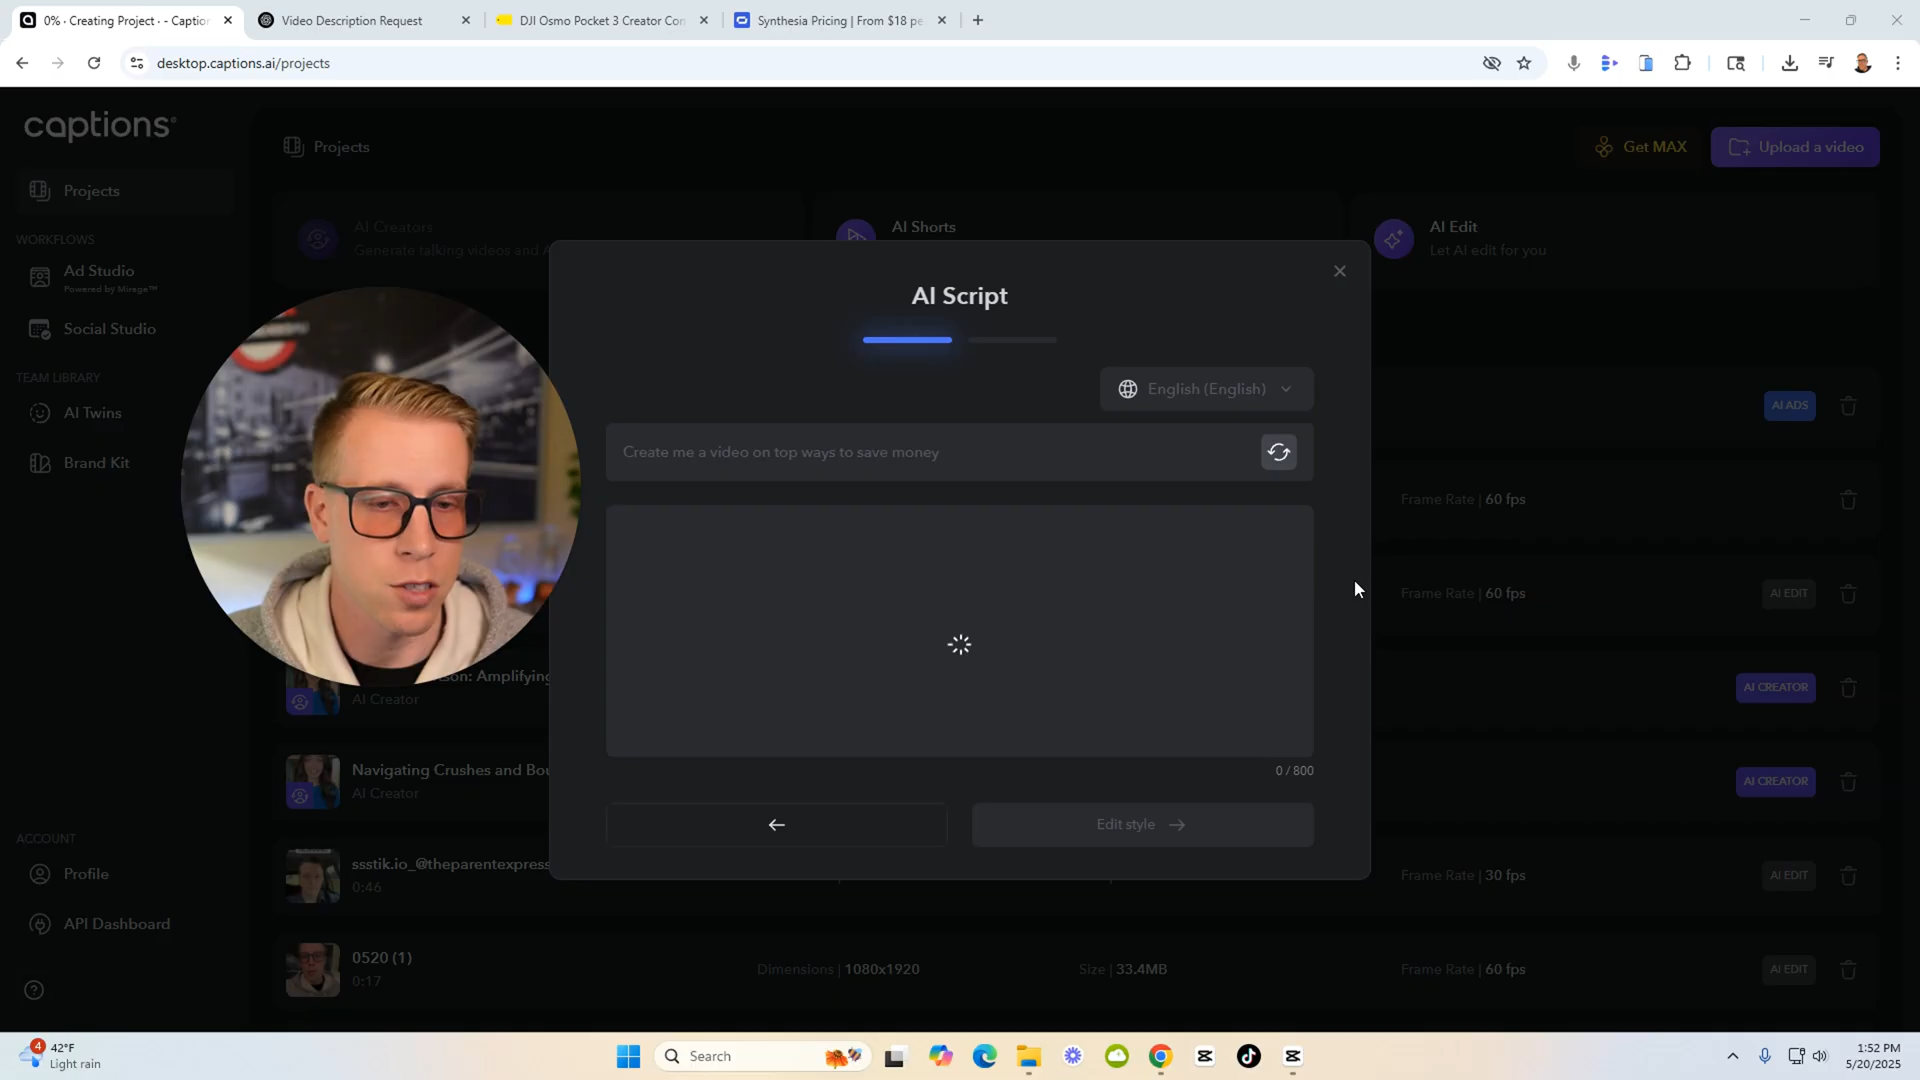 0% · Creating Project · - Caption
Video Description Request
DJI Osmo Pocket 3 Creator Con
Synthesia Pricing | From $18 pe
desktop.captions.ai/projects
captions
Projects
Get MAX
Upload a video
Projects
AI Creators
Generate talking videos and A
AI Shorts
AI Edit
Let AI edit for you
WORKFLOWS
Ad Studio
Powered by Mirage™
Social Studio
TEAM LIBRARY
AI Twins
Brand Kit
AI Script
English (English)
Create me a video on top ways to save money
0 / 800
Edit style
AI ADS
Frame Rate | 60 fps
Frame Rate | 60 fps
AI EDIT
son: Amplifying
AI Creator
AI CREATOR
Navigating Crushes and Bou
AI Creator
AI CREATOR
ACCOUNT
Profile
API Dashboard
ssstik.io_@theparentexpress
0:46
Frame Rate | 30 fps
AI EDIT
0520 (1)
0:17
Dimensions | 1080x1920
Size | 33.4MB
Frame Rate | 60 fps
AI EDIT
4
42°F
Light rain
Search
1:52 PM
5/20/2025